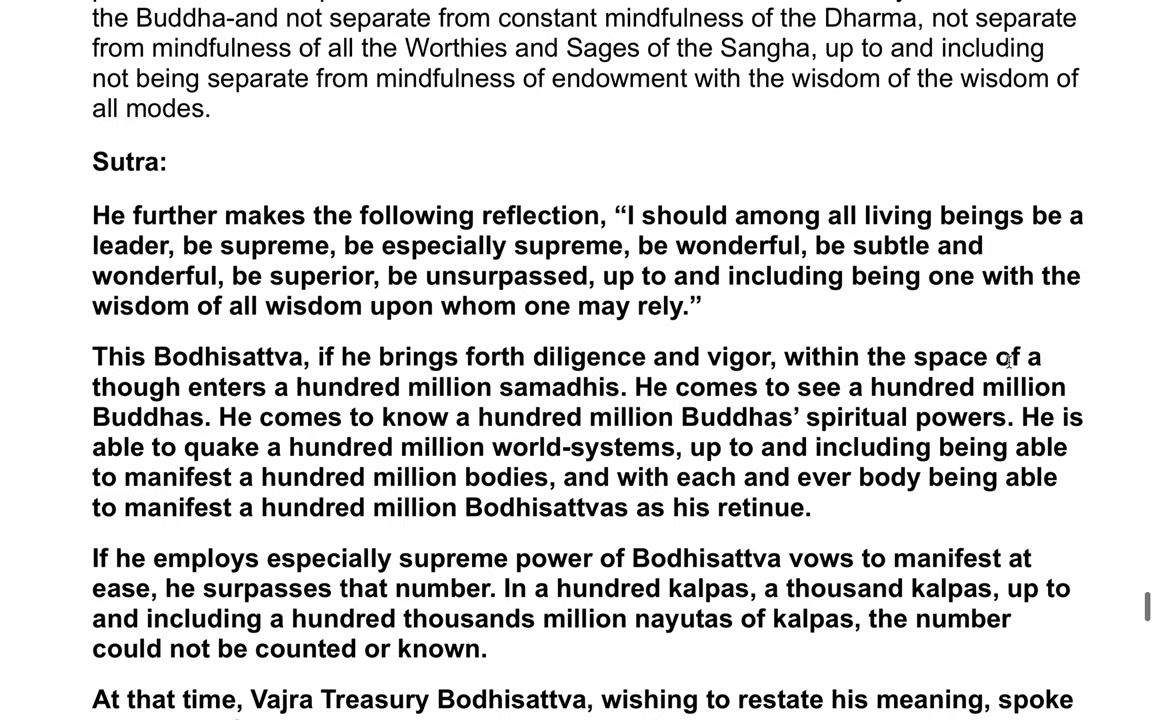 the Buddha-and not separate from constant mindfulness of the Dharma, not separate
from mindfulness of all the Worthies and Sages of the Sangha, up to and including
not being separate from mindfulness of endowment with the wisdom of the wisdom of
all modes.
Sutra:
He further makes the following reflection, “I should among all living beings be a
leader, be supreme, be especially supreme, be wonderful, be subtle and
wonderful, be superior, be unsurpassed, up to and including being one with the
wisdom of all wisdom upon whom one may rely.”
This Bodhisattva, if he brings forth diligence and vigor, within the space of a
though enters a hundred million samadhis. He comes to see a hundred million
Buddhas. He comes to know a hundred million Buddhas’ spiritual powers. He is
able to quake a hundred million world-systems, up to and including being able
to manifest a hundred million bodies, and with each and ever body being able
to manifest a hundred million Bodhisattvas as his retinue.
If he employs especially supreme power of Bodhisattva vows to manifest at
ease, he surpasses that number. In a hundred kalpas, a thousand kalpas, up to
and including a hundred thousands million nayutas of kalpas, the number
could not be counted or known.
At that time, Vajra Treasury Bodhisattva, wishing to restate his meaning, spoke